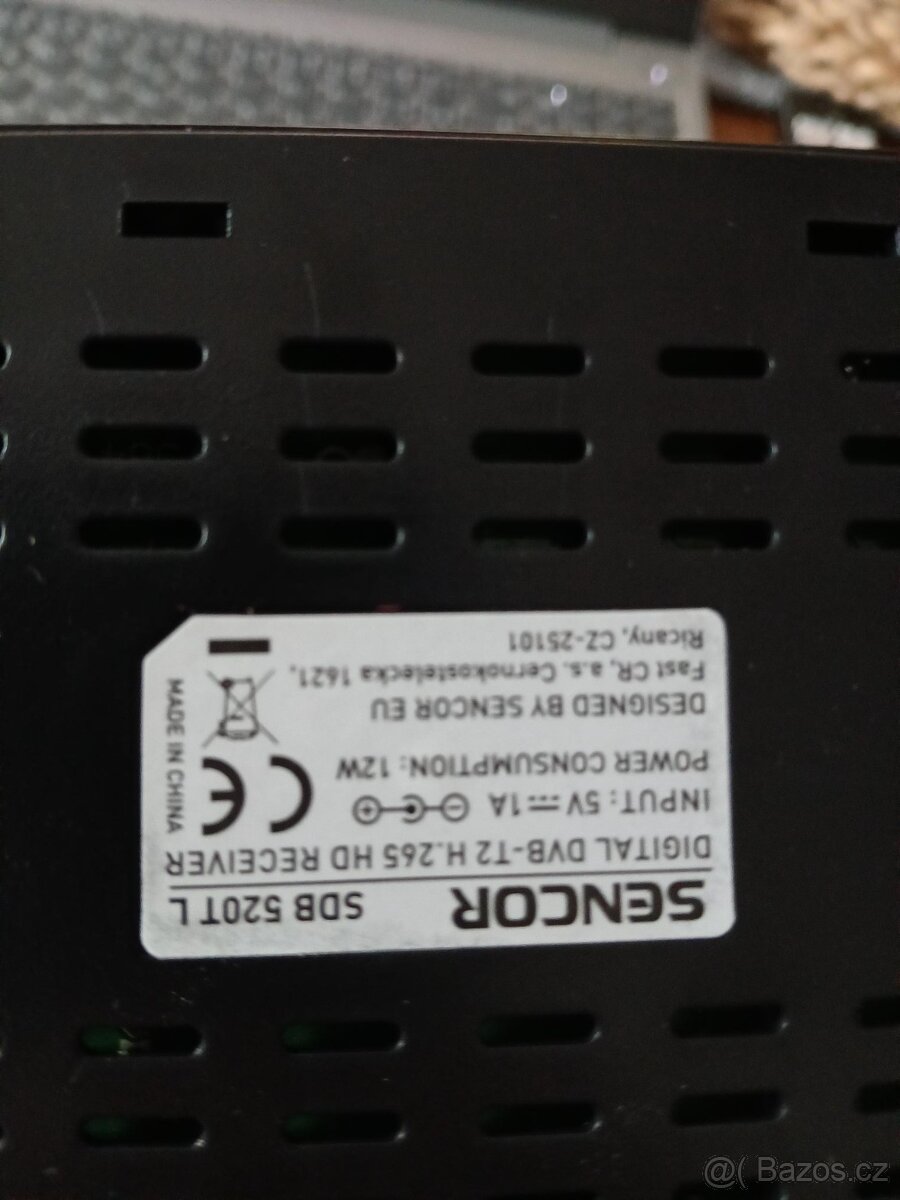 SENCOR SDB 520T L
DIGITAL DVB-T2 H.265 HD RECEIVER
INPUT: 5V 1A
POWER CONSUMPTION: 12W
DESIGNED BY SENCOR EU
Fast CR, a.s. Cernokostelecka 1621,
Ricany, CZ-25101
CE
MADE IN CHINA
@( Bazos.cz